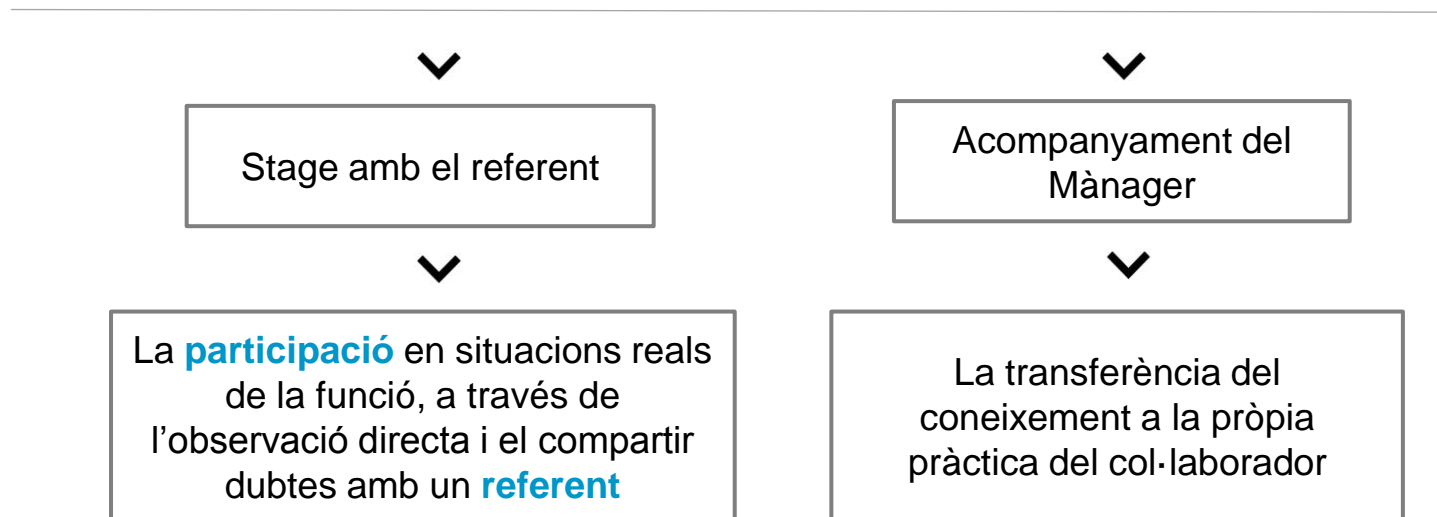 Stage amb el referent
Acompanyament del
Mànager
La participació en situacions reals
de la funció, a través de
l’observació directa i el compartir
dubtes amb un referent
La transferència del
coneixement a la pròpia
pràctica del col·laborador